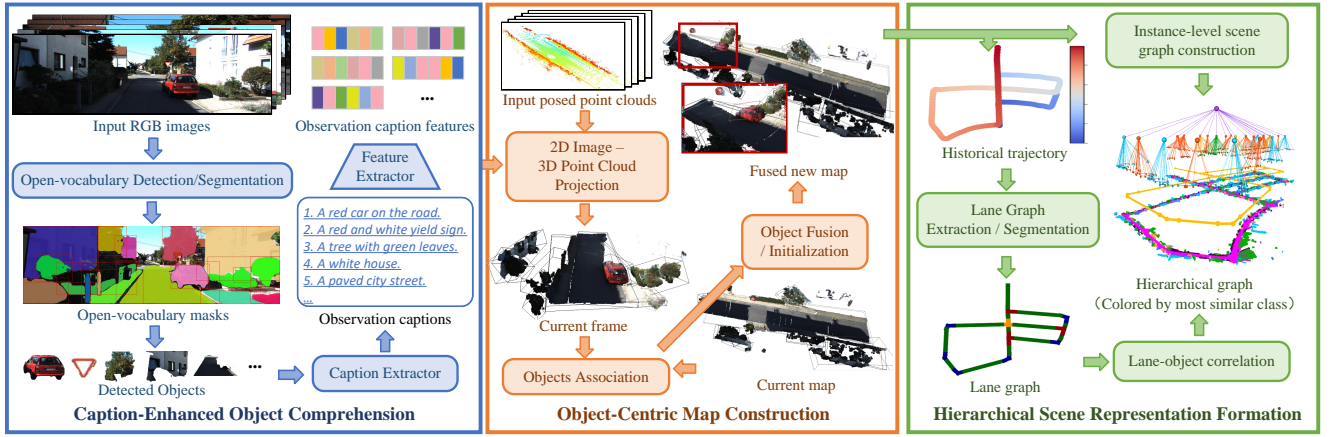 Input RGB images
Open-vocabulary Detection/Segmentation
Open-vocabulary masks
...
Detected Objects
Caption Extractor
Observation captions
1. A red car on the road.
2. A red and white yield sign.
3. A tree with green leaves.
4. A white house.
5. A paved city street.
...
Feature
Extractor
...
Observation caption features
Caption-Enhanced Object Comprehension
Input posed point clouds
2D Image –
3D Point Cloud
Projection
Current frame
Objects Association
Current map
Object Fusion
/ Initialization
Fused new map
Object-Centric Map Construction
Historical trajectory
Lane Graph
Extraction / Segmentation
Lane graph
Lane-object correlation
Instance-level scene
graph construction
Hierarchical graph
(Colored by most similar class)
Hierarchical Scene Representation Formation